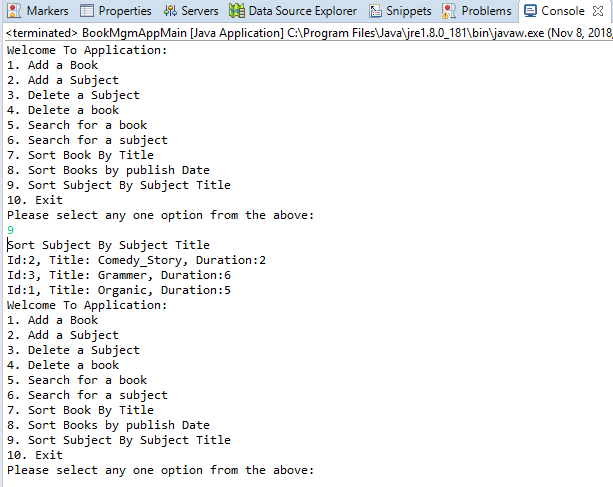 Markers Properties Servers Data Source Explorer Snippets Problems Console
<terminated> BookMgmAppMain [Java Application] C:\Program Files\Java\jre1.8.0_181\bin\javaw.exe (Nov 8, 2018,
Welcome To Application:
1. Add a Book
2. Add a Subject
3. Delete a Subject
4. Delete a book
5. Search for a book
6. Search for a subject
7. Sort Book By Title
8. Sort Books by publish Date
9. Sort Subject By Subject Title
10. Exit
Please select any one option from the above:
9
Sort Subject By Subject Title
Id:2, Title: Comedy_Story, Duration:2
Id:3, Title: Grammer, Duration:6
Id:1, Title: Organic, Duration:5
Welcome To Application:
1. Add a Book
2. Add a Subject
3. Delete a Subject
4. Delete a book
5. Search for a book
6. Search for a subject
7. Sort Book By Title
8. Sort Books by publish Date
9. Sort Subject By Subject Title
10. Exit
Please select any one option from the above: